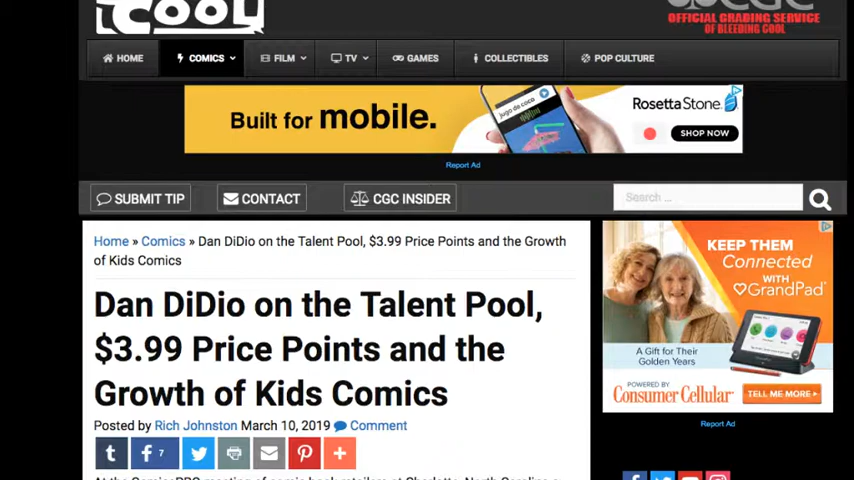 COOL
CGC
OFFICIAL GRADING SERVICE
OF BLEEDING COOL
HOME
COMICS
FILM
TV
GAMES
COLLECTIBLES
POP CULTURE
Built for mobile.
jugo de coco
RosettaStone
SHOP NOW
Report Ad
SUBMIT TIP
CONTACT
CGC INSIDER
Search ...
Home » Comics » Dan DiDio on the Talent Pool, $3.99 Price Points and the Growth
of Kids Comics
Dan DiDio on the Talent Pool,
$3.99 Price Points and the
Growth of Kids Comics
Posted by Rich Johnston March 10, 2019 Comment
7
KEEP THEM
Connected
WITH
GrandPad
A Gift for Their
Golden Years
POWERED BY
Consumer Cellular
TELL ME MORE
Report Ad